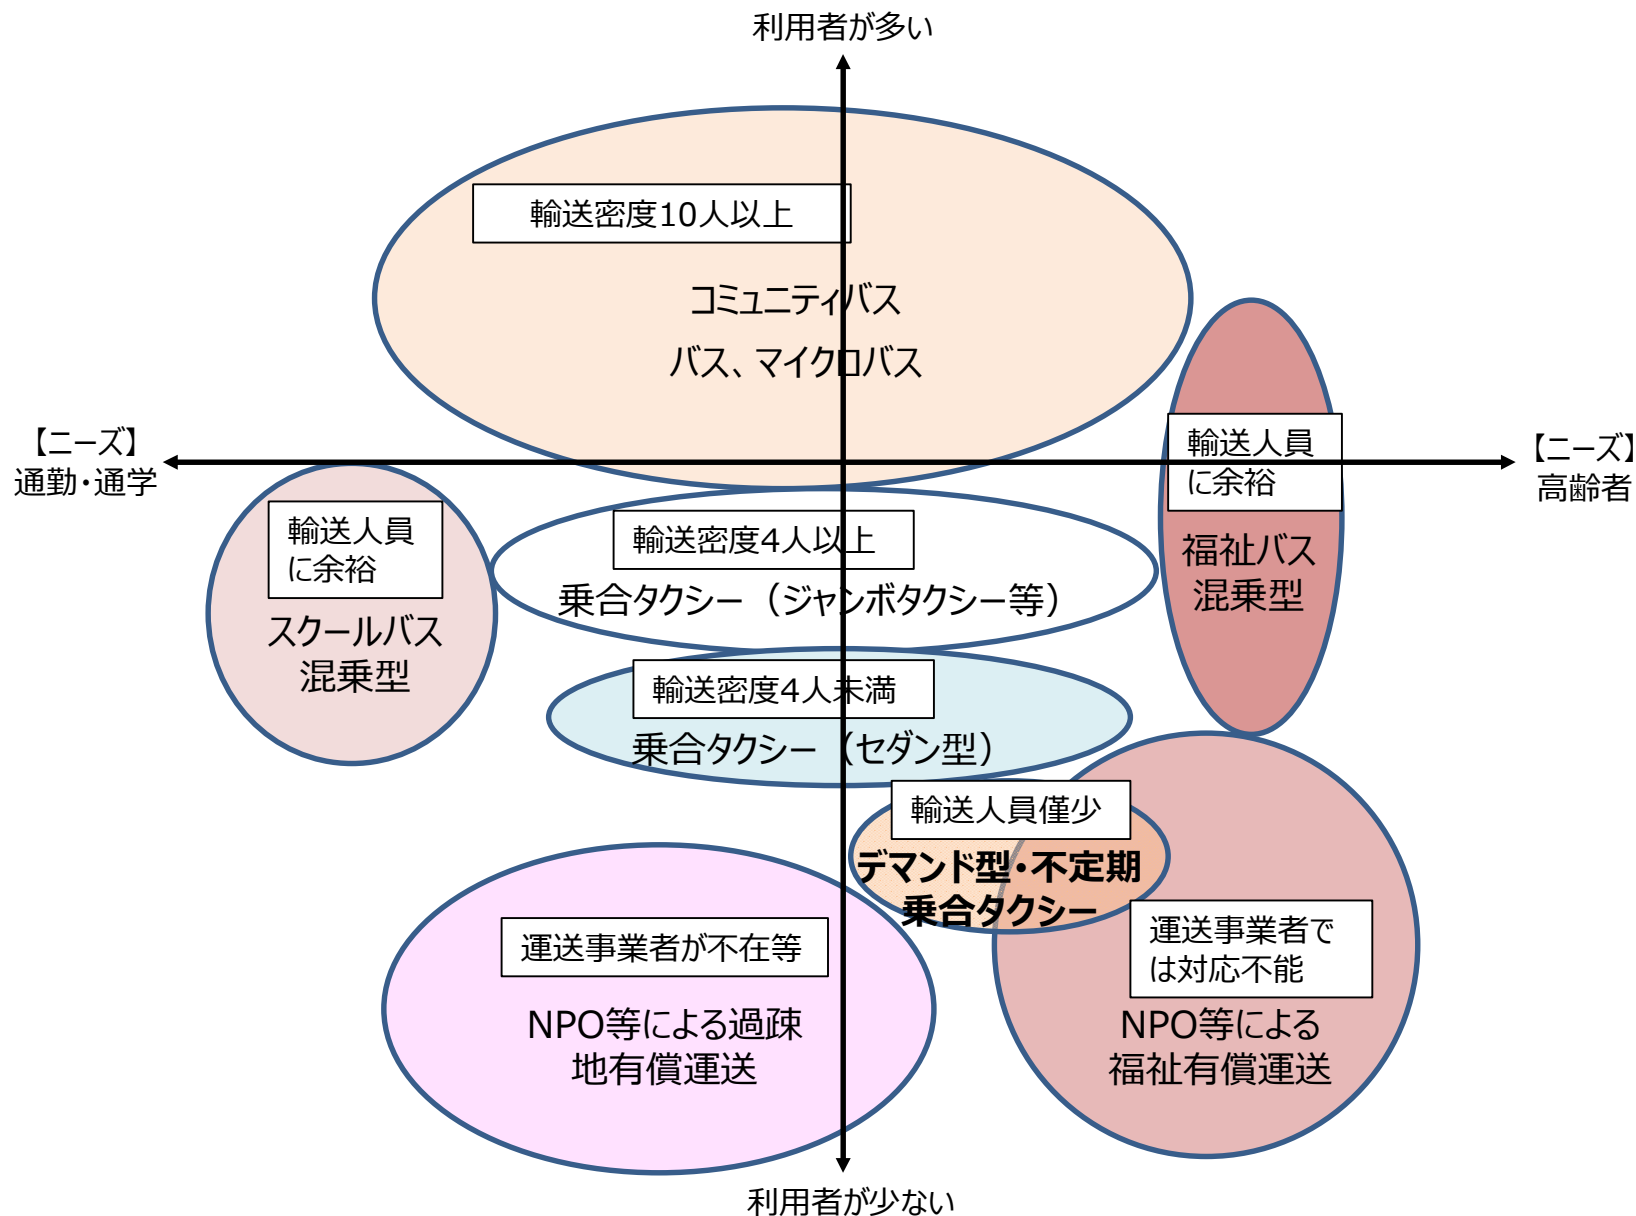 利用者が多い
輸送密度10人以上
コミュニティバス
バス、マイクロバス
【ニーズ】
通勤・通学
輸送人員
に余裕
【ニーズ】
高齢者
輸送人員
に余裕
スクールバス
混乗型
輸送密度4人以上
乗合タクシー（ジャンボタクシー等）
福祉バス
混乗型
輸送密度4人未満
乗合タクシー（セダン型）
輸送人員僅少
デマンド型・不定期
乗合タクシー
運送事業者が不在等
NPO等による過疎
地有償運送
運送事業者で
は対応不能
NPO等による
福祉有償運送
利用者が少ない